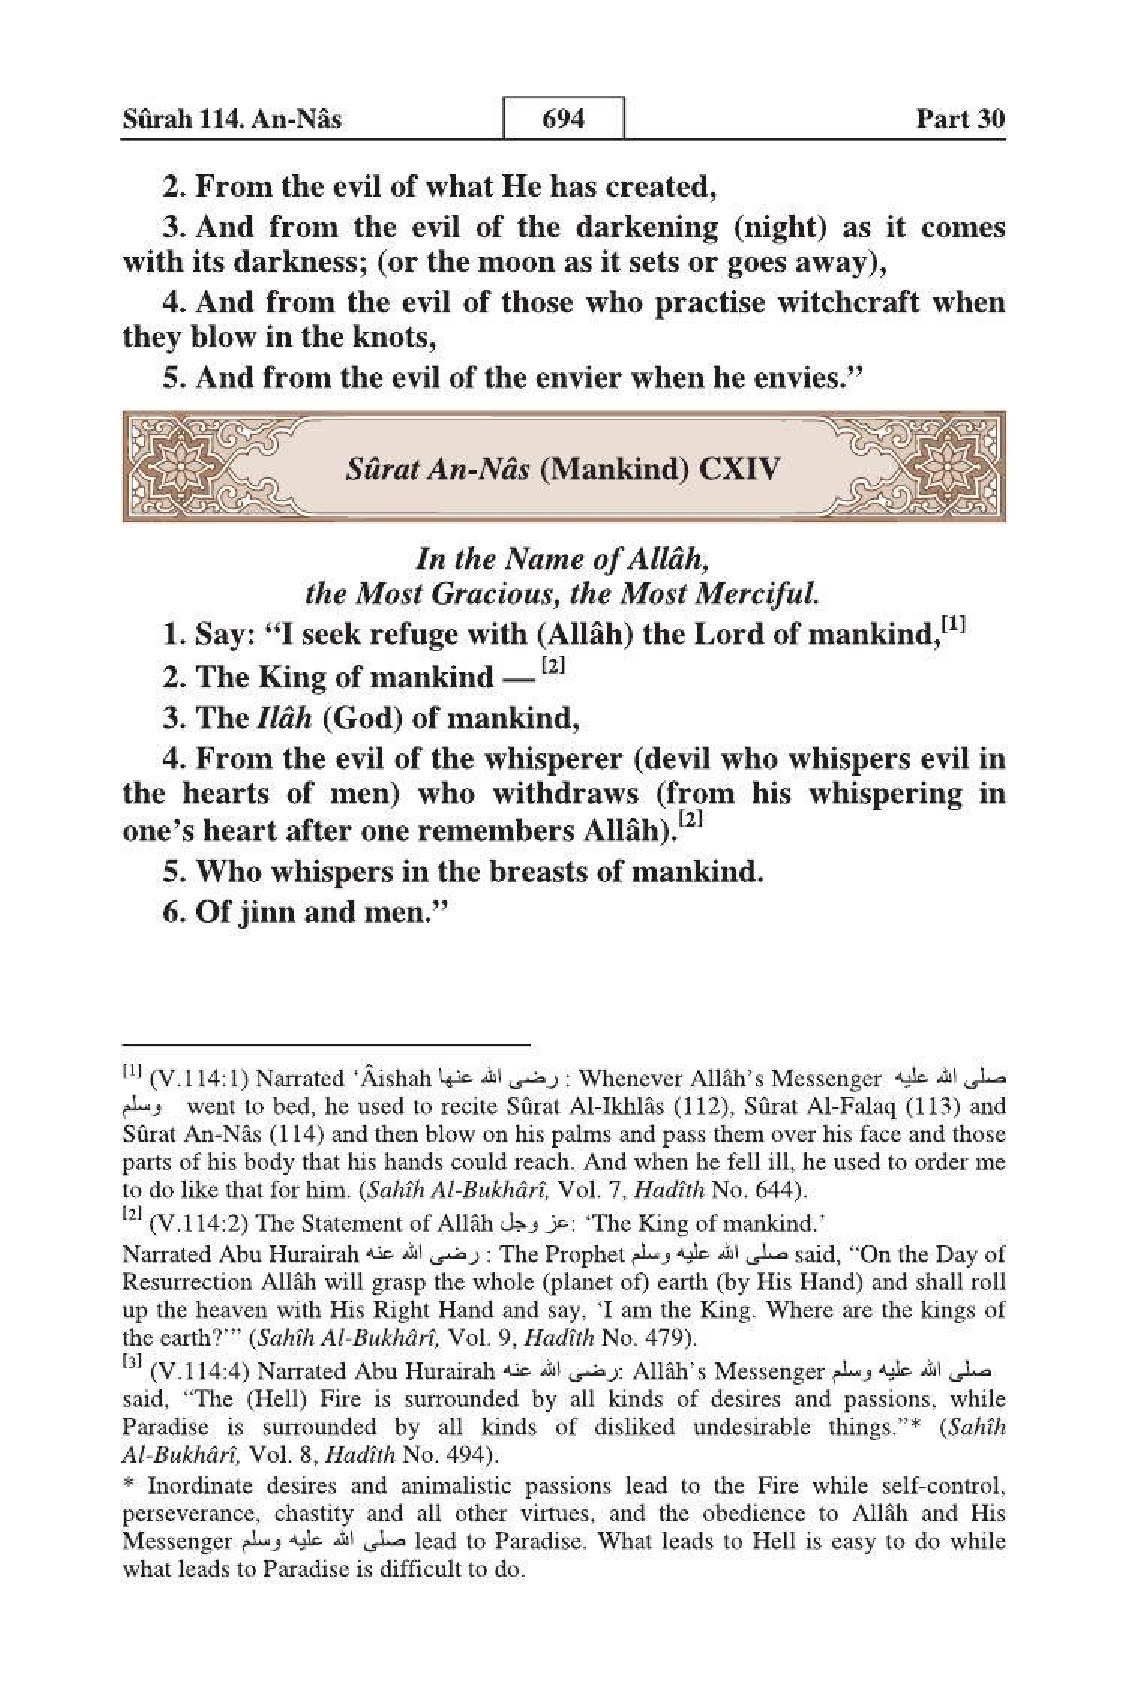 Sûrah 114. An-Nâs 694 Part 30
2. From the evil of what He has created,
3. And from the evil of the darkening (night) as it comes
with its darkness; (or the moon as it sets or goes away),
4. And from the evil of those who practise witchcraft when
they blow in the knots,
5. And from the evil of the envier when he envies.”
Sûrat An-Nâs (Mankind) CXIV
In the Name of Allâh,
the Most Gracious, the Most Merciful.
1. Say: “I seek refuge with (Allâh) the Lord of mankind,[1]
2. The King of mankind — [2]
3. The Ilâh (God) of mankind,
4. From the evil of the whisperer (devil who whispers evil in
the hearts of men) who withdraws (from his whispering in
one’s heart after one remembers Allâh).[2]
5. Who whispers in the breasts of mankind.
6. Of jinn and men.”
[1] (V.114:1) Narrated ‘Âishah رضى الله عنها : Whenever Allâh’s Messenger صلى الله عليه
وسلم went to bed, he used to recite Sûrat Al-Ikhlâs (112), Sûrat Al-Falaq (113) and
Sûrat An-Nâs (114) and then blow on his palms and pass them over his face and those
parts of his body that his hands could reach. And when he fell ill, he used to order me
to do like that for him. (Sahîh Al-Bukhârî, Vol. 7, Hadîth No. 644).
[2] (V.114:2) The Statement of Allâh عز وجل: ‘The King of mankind.’
Narrated Abu Hurairah رضى الله عنه : The Prophet صلى الله عليه وسلم said, “On the Day of
Resurrection Allâh will grasp the whole (planet of) earth (by His Hand) and shall roll
up the heaven with His Right Hand and say, ‘I am the King. Where are the kings of
the earth?’” (Sahîh Al-Bukhârî, Vol. 9, Hadîth No. 479).
[3] (V.114:4) Narrated Abu Hurairah رضى الله عنه: Allâh’s Messenger صلى الله عليه وسلم
said, “The (Hell) Fire is surrounded by all kinds of desires and passions, while
Paradise is surrounded by all kinds of disliked undesirable things.”* (Sahîh
Al-Bukhârî, Vol. 8, Hadîth No. 494).
* Inordinate desires and animalistic passions lead to the Fire while self-control,
perseverance, chastity and all other virtues, and the obedience to Allâh and His
Messenger صلى الله عليه وسلم lead to Paradise. What leads to Hell is easy to do while
what leads to Paradise is difficult to do.